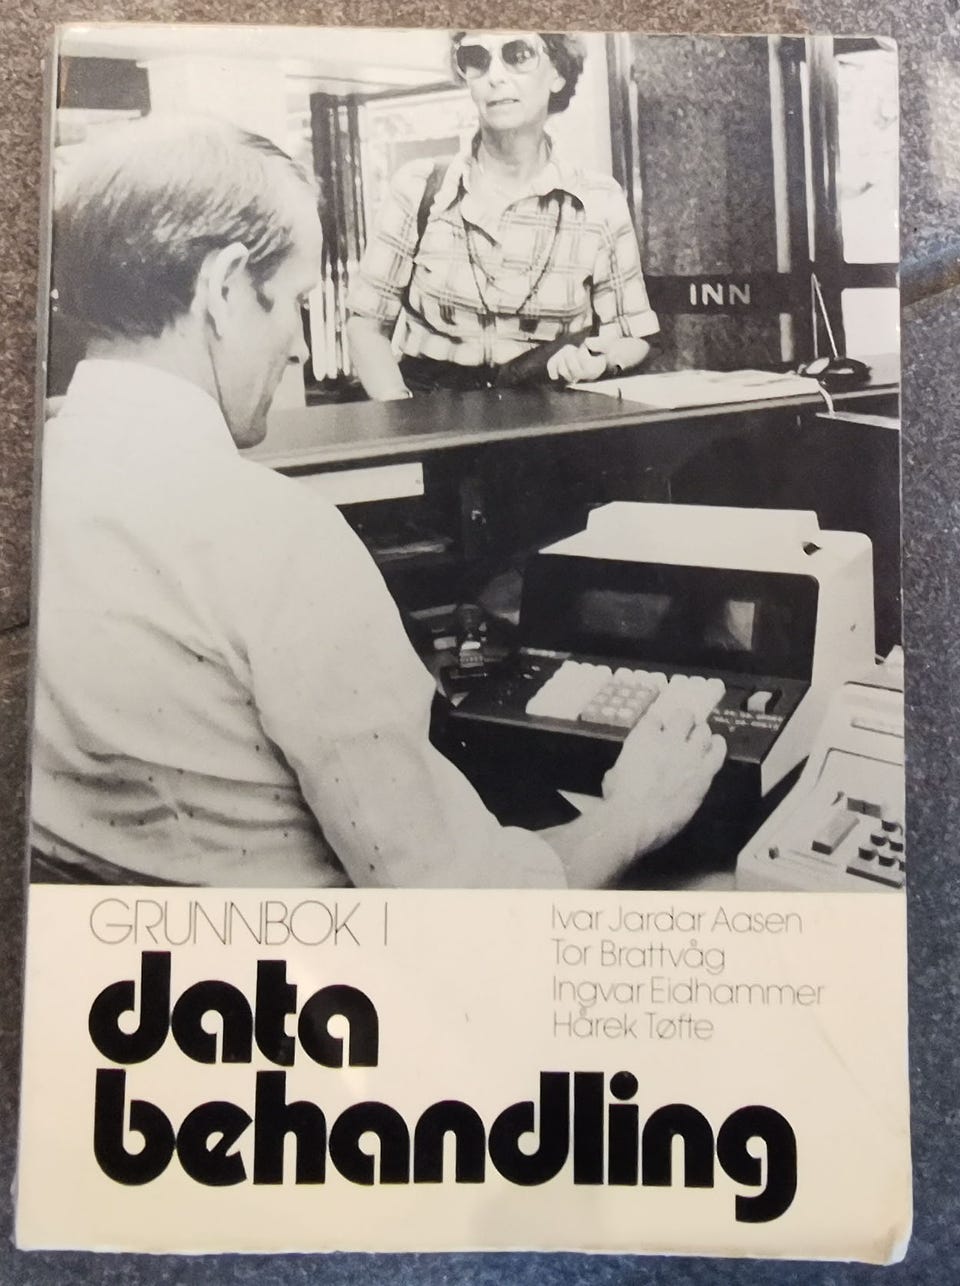 INN
GRUNNBOK I
data
behandling
Ivar Jardar Aasen
Tor Brattvåg
Ingvar Eidhammer
Hårek Tøfte